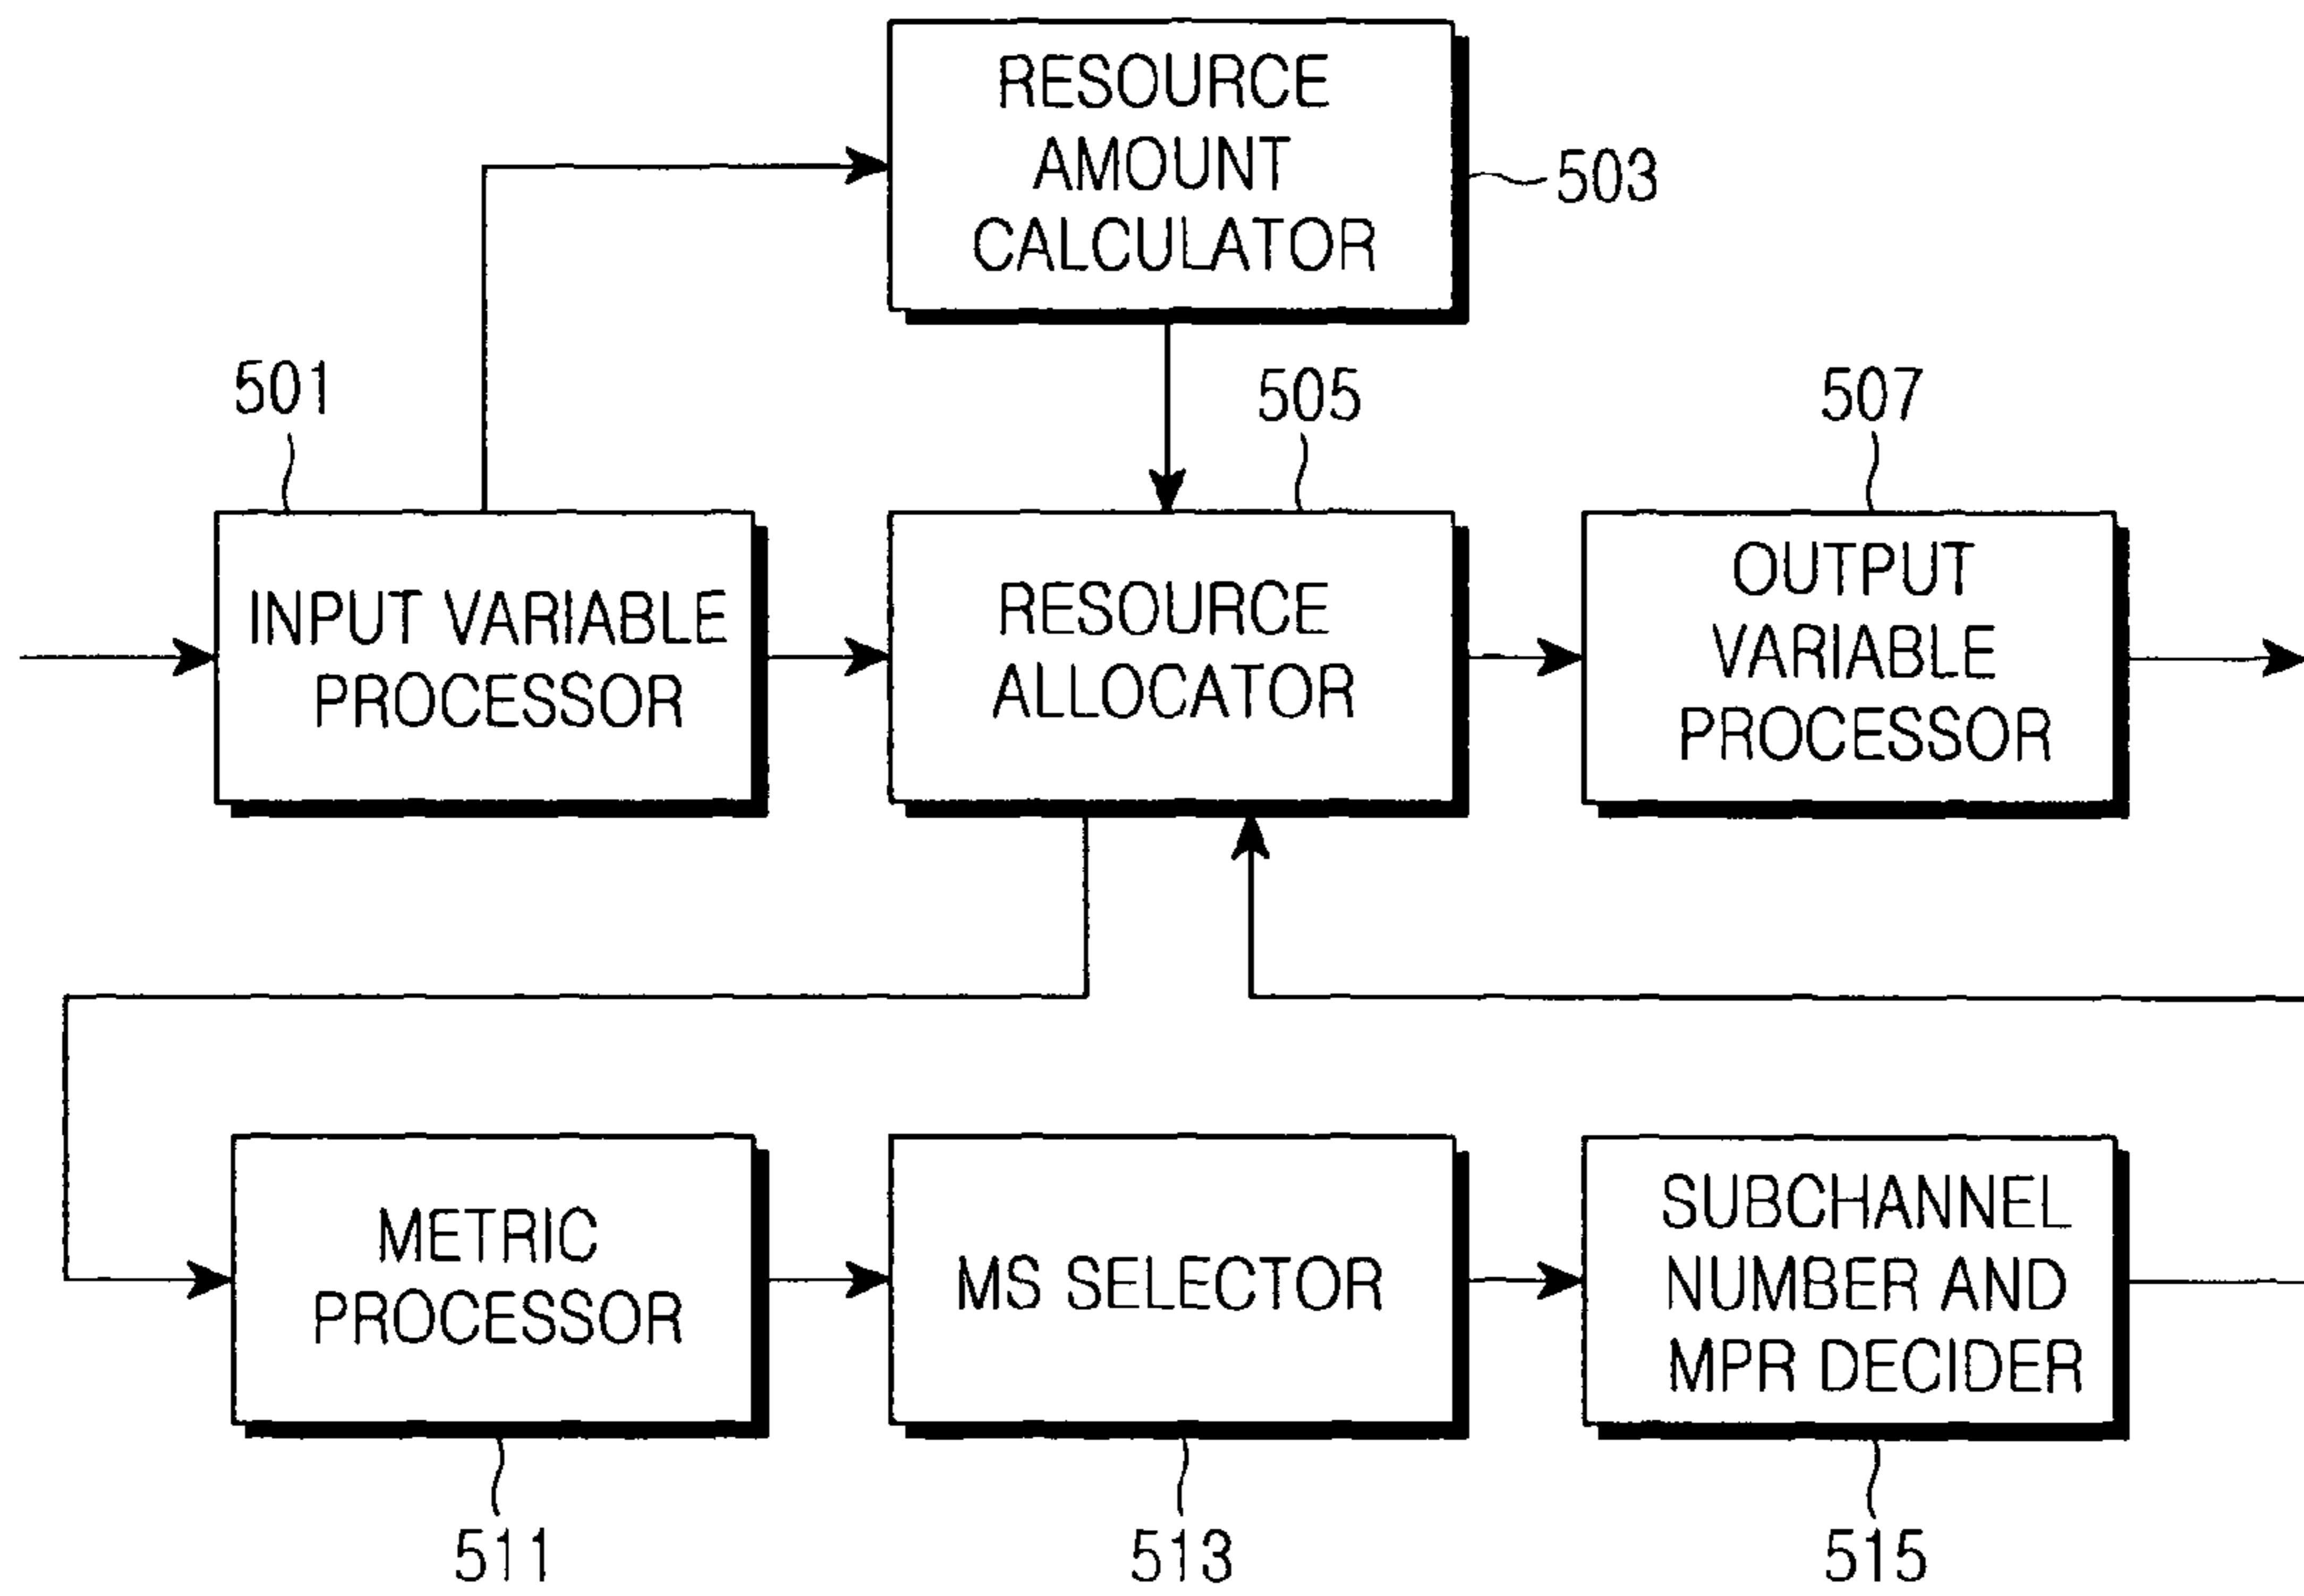 RESOURCE
AMOUNT
CALCULATOR
503
501
505
507
INPUT VARIABLE
PROCESSOR
RESOURCE
ALLOCATOR
OUTPUT
VARIABLE
PROCESSOR
METRIC
PROCESSOR
MS SELECTOR
SUBCHANNEL
NUMBER AND
MPR DECIDER
511
513
515